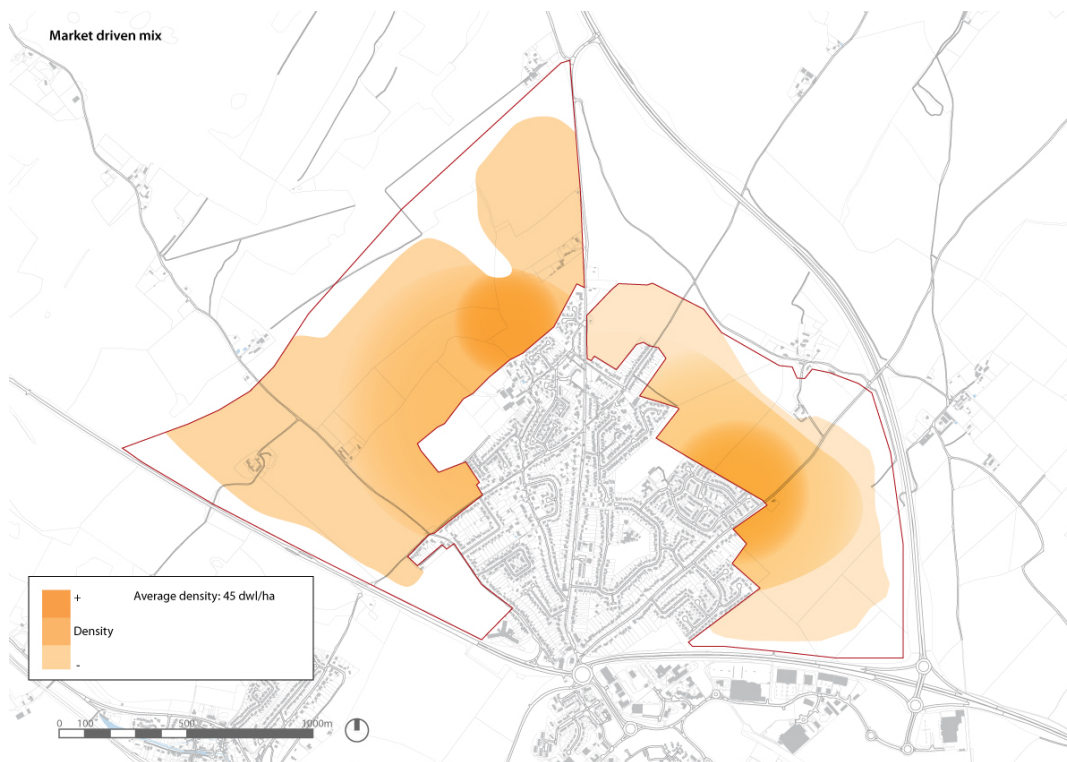 Market driven mix
+
Average density: 45 dwl/ha
Density
-
0 100 500 1000m